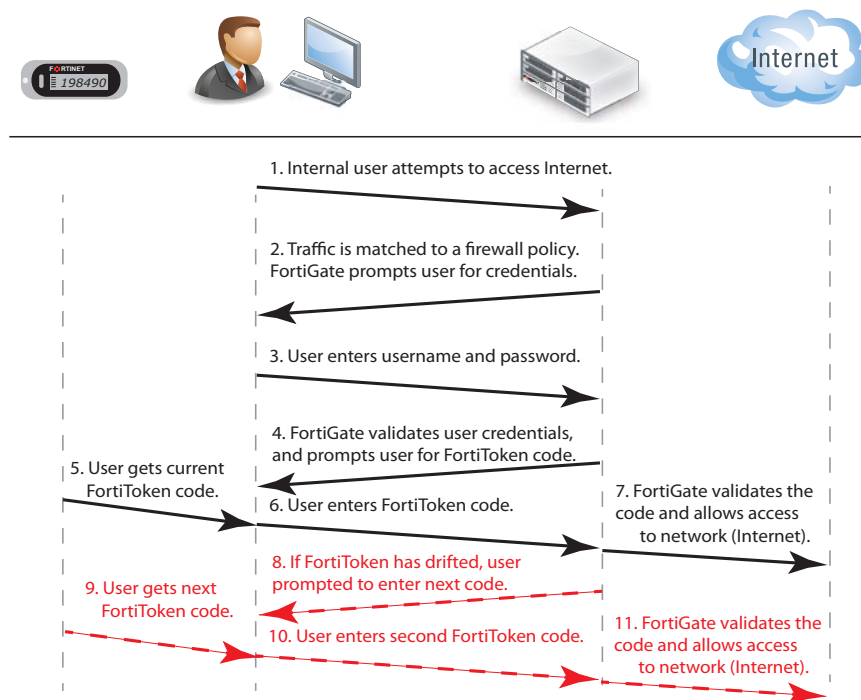 FORTINET
198490
Internet
1. Internal user attempts to access Internet.
2. Traffic is matched to a firewall policy.
FortiGate prompts user for credentials.
3. User enters username and password.
4. FortiGate validates user credentials,
and prompts user for FortiToken code.
5. User gets current
FortiToken code.
6. User enters FortiToken code.
7. FortiGate validates the
code and allows access
to network (Internet).
8. If FortiToken has drifted, user
prompted to enter next code.
9. User gets next
FortiToken code.
10. User enters second FortiToken code.
11. FortiGate validates the
code and allows access
to network (Internet).